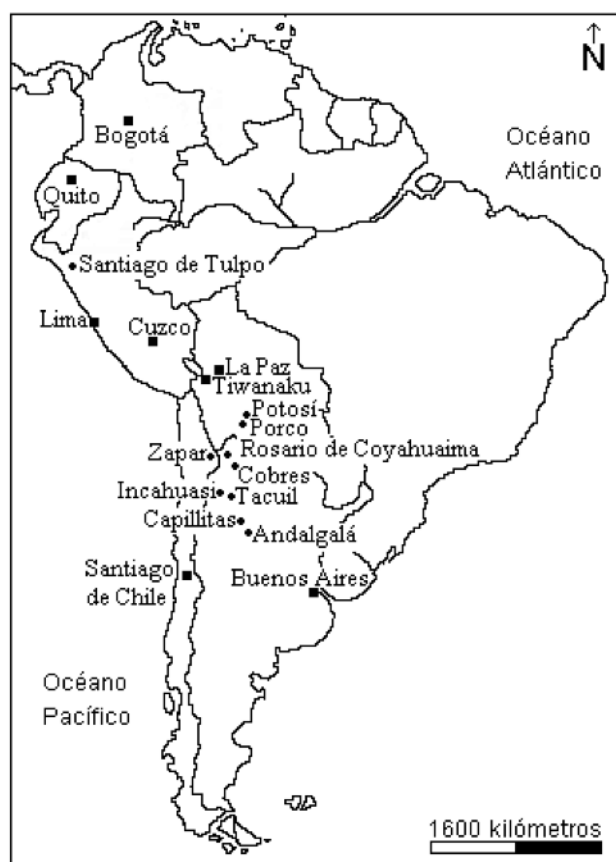 N
Océano
Atlántico
Bogotá
Quito
Santiago de Tulpo
Lima
Cuzco
La Paz
Tiwanaku
Potosí
Porco
Zapar
Rosario de Coyahuaima
Cobres
Incahuasi
Tacuil
Capillitas
Andalgalá
Santiago
de Chile
Buenos Aires
Océano
Pacífico
1600 kilómetros